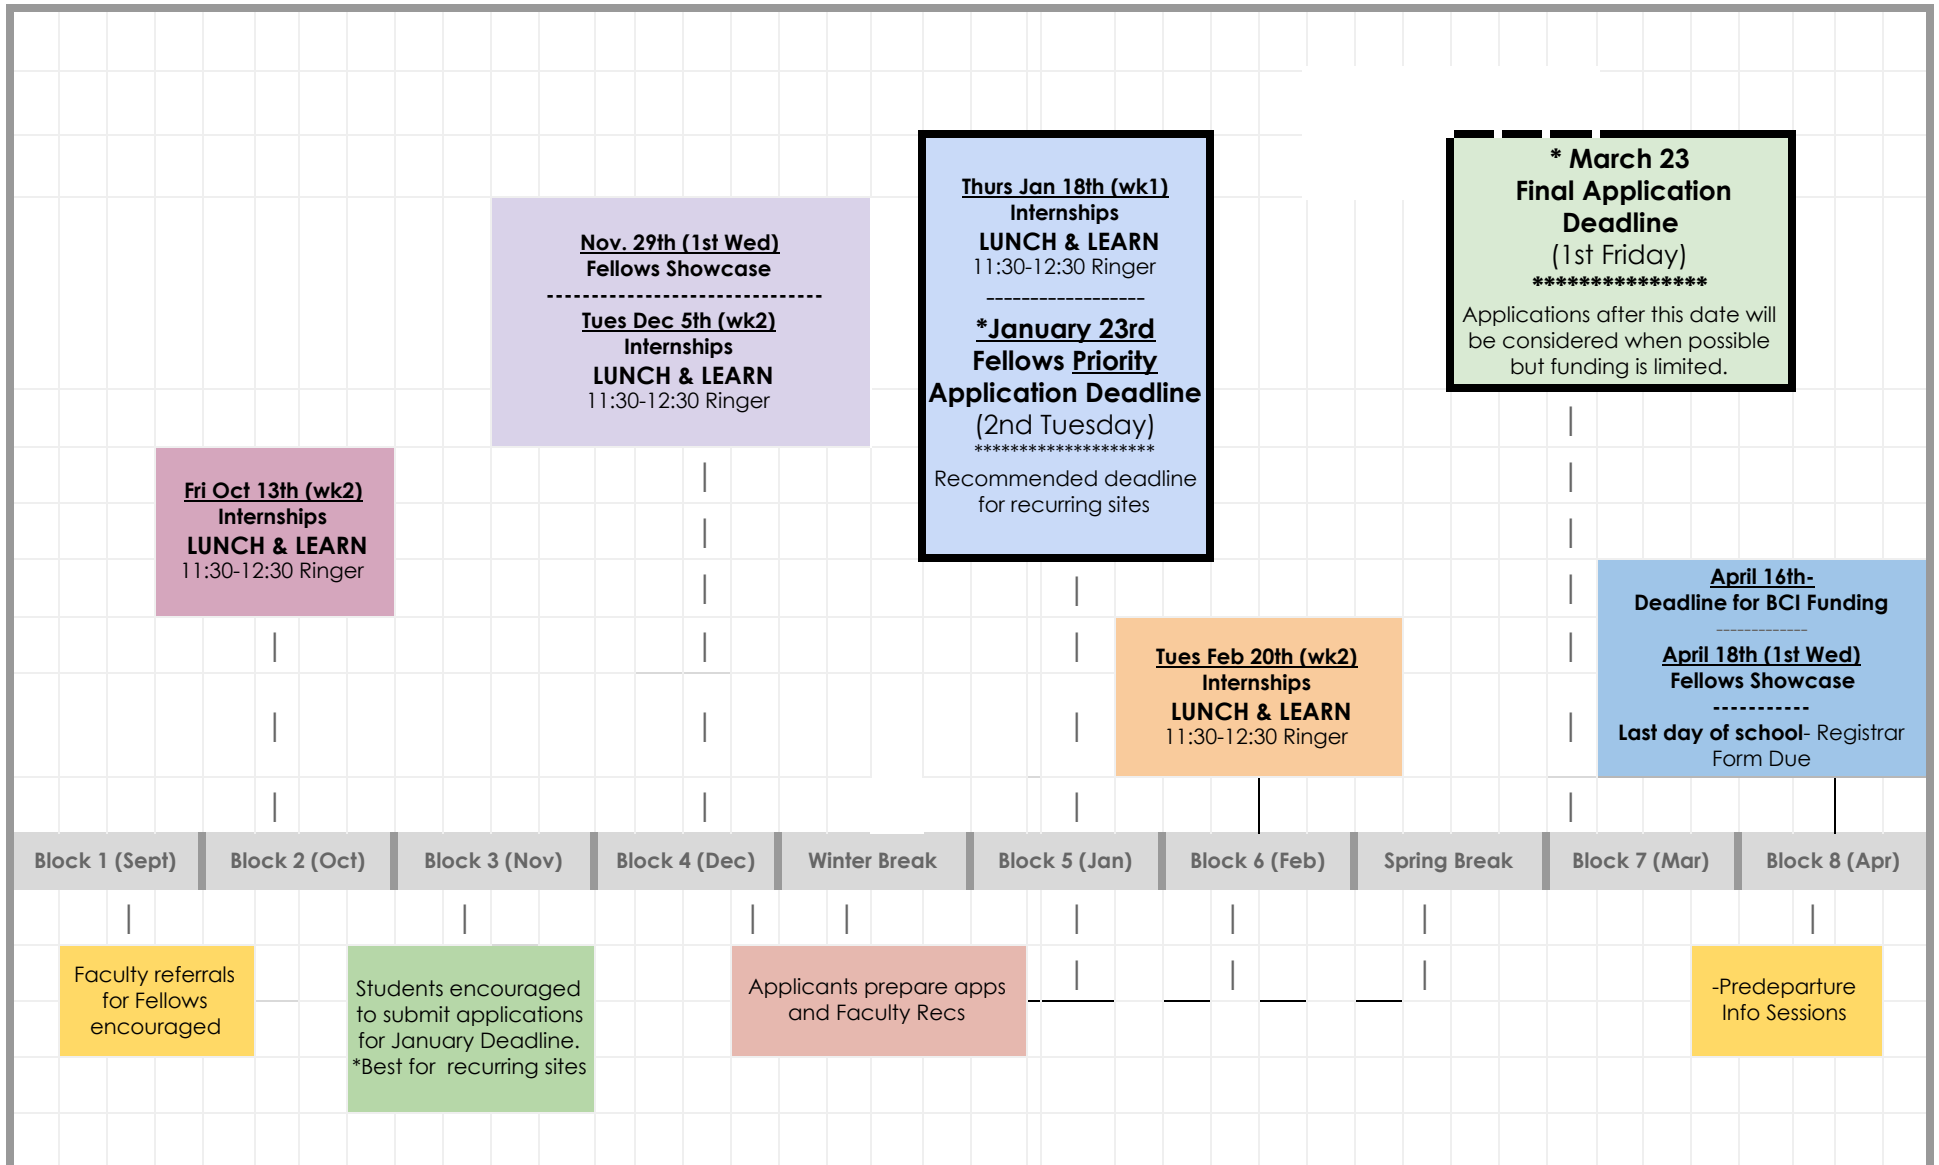 * March 23
Final Application
Deadline
(1st Friday)
***************
Applications after this date will
be considered when possible
but funding is limited.
Thurs Jan 18th (wk1)
Internships
LUNCH & LEARN
11:30-12:30 Ringer
------------------
*January 23rd
Fellows Priority
Application Deadline
(2nd Tuesday)
********************
Recommended deadline
for recurring sites
Nov. 29th (1st Wed)
Fellows Showcase
-------------------------------
Tues Dec 5th (wk2)
Internships
LUNCH & LEARN
11:30-12:30 Ringer
Fri Oct 13th (wk2)
Internships
LUNCH & LEARN
11:30-12:30 Ringer
Tues Feb 20th (wk2)
Internships
LUNCH & LEARN
11:30-12:30 Ringer
April 16th-
Deadline for BCI Funding
-------------
April 18th (1st Wed)
Fellows Showcase
-----------
Last day of school- Registrar
Form Due
Block 1 (Sept)
Block 2 (Oct)
Block 3 (Nov)
Block 4 (Dec)
Winter Break
Block 5 (Jan)
Block 6 (Feb)
Spring Break
Block 7 (Mar)
Block 8 (Apr)
Faculty referrals
for Fellows
encouraged
Students encouraged
to submit applications
for January Deadline.
*Best for recurring sites
Applicants prepare apps
and Faculty Recs
-Predeparture
Info Sessions